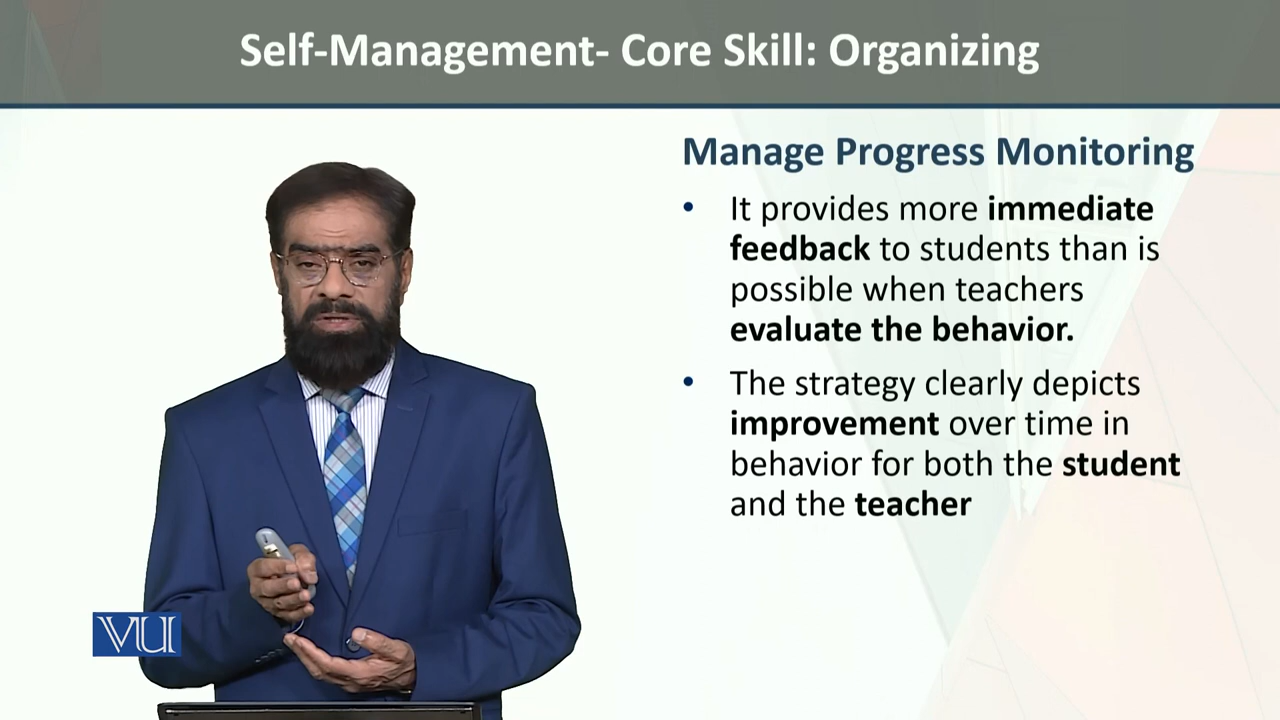 Self-Management- Core Skill: Organizing
Manage Progress Monitoring
• It provides more immediate
feedback to students than is
possible when teachers
evaluate the behavior.
• The strategy clearly depicts
improvement over time in
behavior for both the student
and the teacher
VU